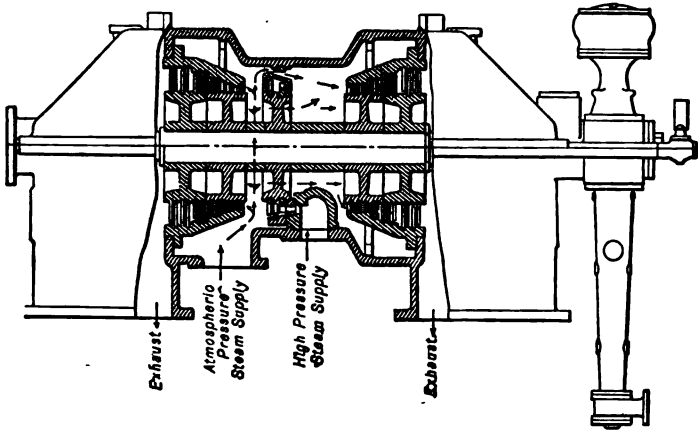 Exhaust
Atmospheric
Pressure
Steam Supply
High Pressure
Steam Supply
Exhaust